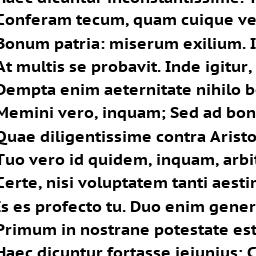 Haec dicuntur inconstantissime.
Conferam tecum, quam cuique ve
Bonum patria: miserum exilium. I
At multis se probavit. Inde igitur,
Dempta enim aeternitate nihilo b
Memini vero, inquam; Sed ad bon
Quae diligentissime contra Aristo
Tuo vero id quidem, inquam, arbit
Certe, nisi voluptatem tanti aestir
Is es profecto tu. Duo enim gener
Primum in nostrane potestate est
Haec dicuntur fortasse ieiunius; C